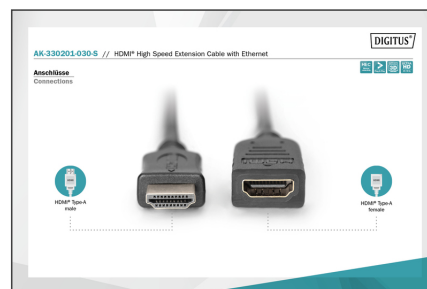 DIGITUS®
AK-330201-030-S // HDMI® High Speed Extension Cable with Ethernet
Anschlüsse
Connections
HDMI® Type-A
male
HDMI® Type-A
female